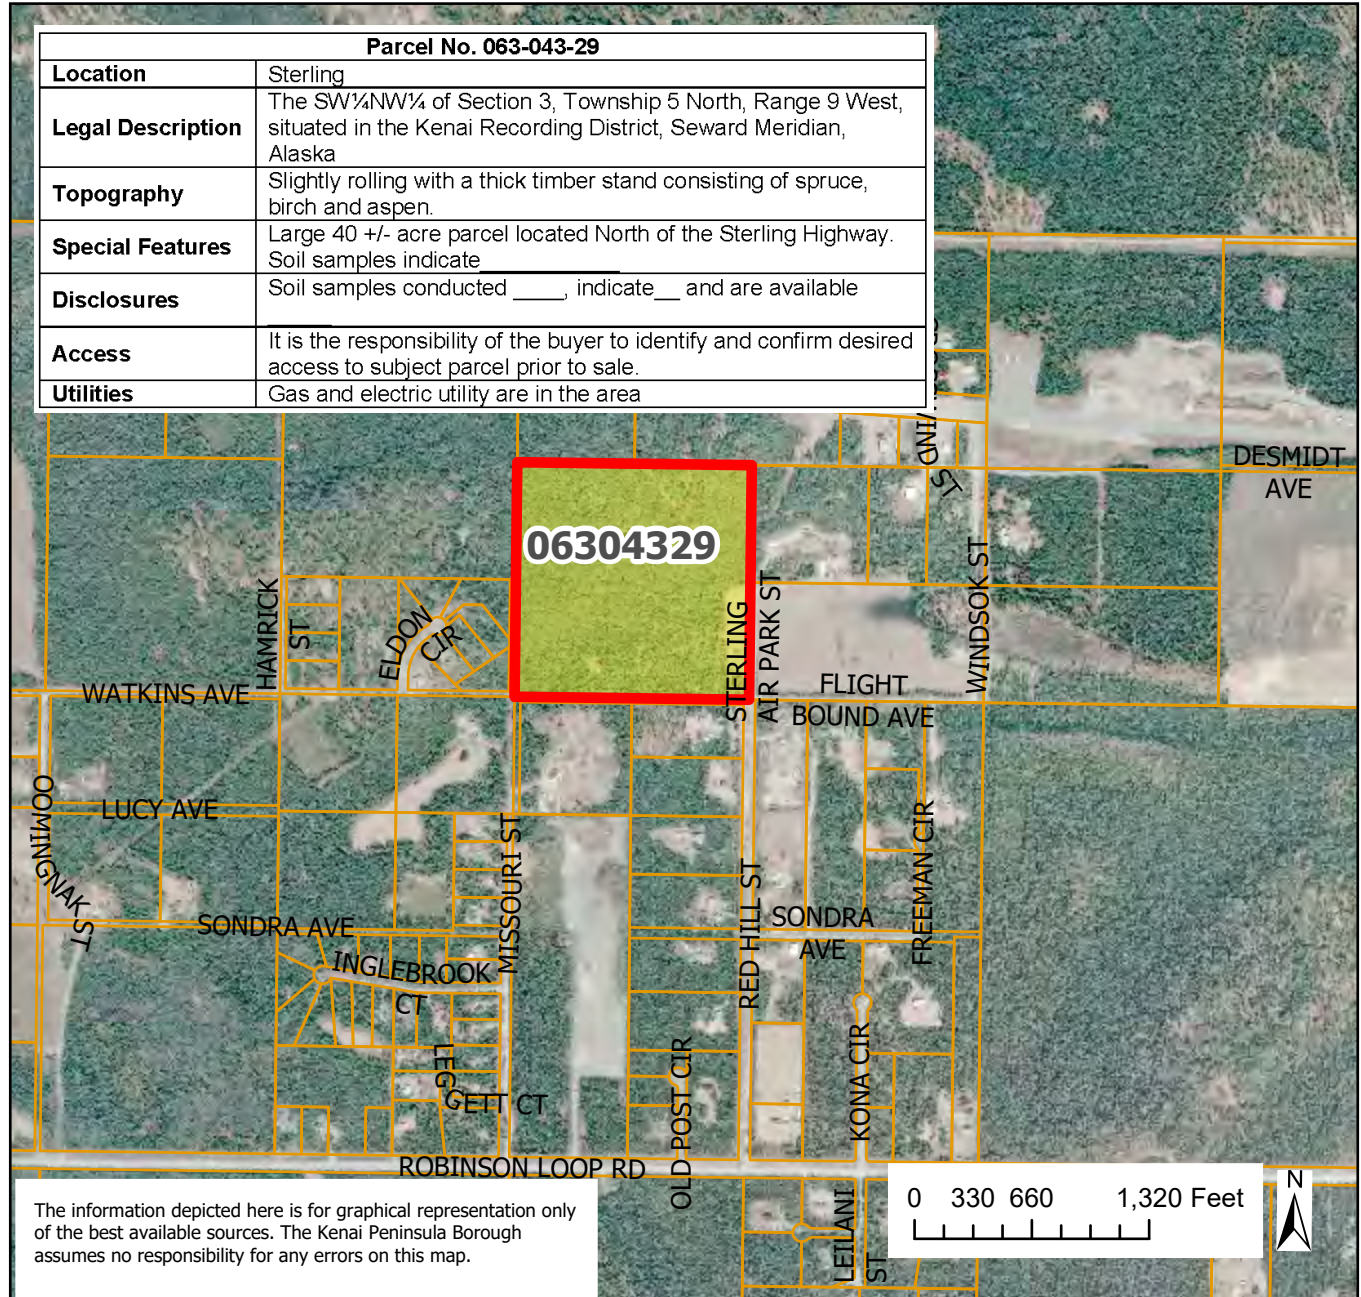 Parcel No. 063-043-29
Location Sterling
Legal Description The SW¼NW¼ of Section 3, Township 5 North, Range 9 West,
situated in the Kenai Recording District, Seward Meridian,
Alaska
Topography Slightly rolling with a thick timber stand consisting of spruce,
birch and aspen.
Special Features Large 40 +/- acre parcel located North of the Sterling Highway.
Soil samples indicate______________
Disclosures Soil samples conducted ____, indicate__ and are available
_____
Access It is the responsibility of the buyer to identify and confirm desired
access to subject parcel prior to sale.
Utilities Gas and electric utility are in the area
ST
DESMIDT
AVE
06304329
HAMRICK
ST
ELDON
CIR
STERLING
AIR PARK ST
WINDSOK ST
WATKINS AVE
FLIGHT
BOUND AVE
OOMINGNAK ST
LUCY AVE
MISSOURI ST
RED HILL ST
FREEMAN CIR
SONDRA AVE
SONDRA
AVE
INGLEBROOK
CT
LEGGETT CT
OLD POST CIR
KONA CIR
ROBINSON LOOP RD
LEILANI
ST
The information depicted here is for graphical representation only
of the best available sources. The Kenai Peninsula Borough
assumes no responsibility for any errors on this map.
0 330 660 1,320 Feet
N